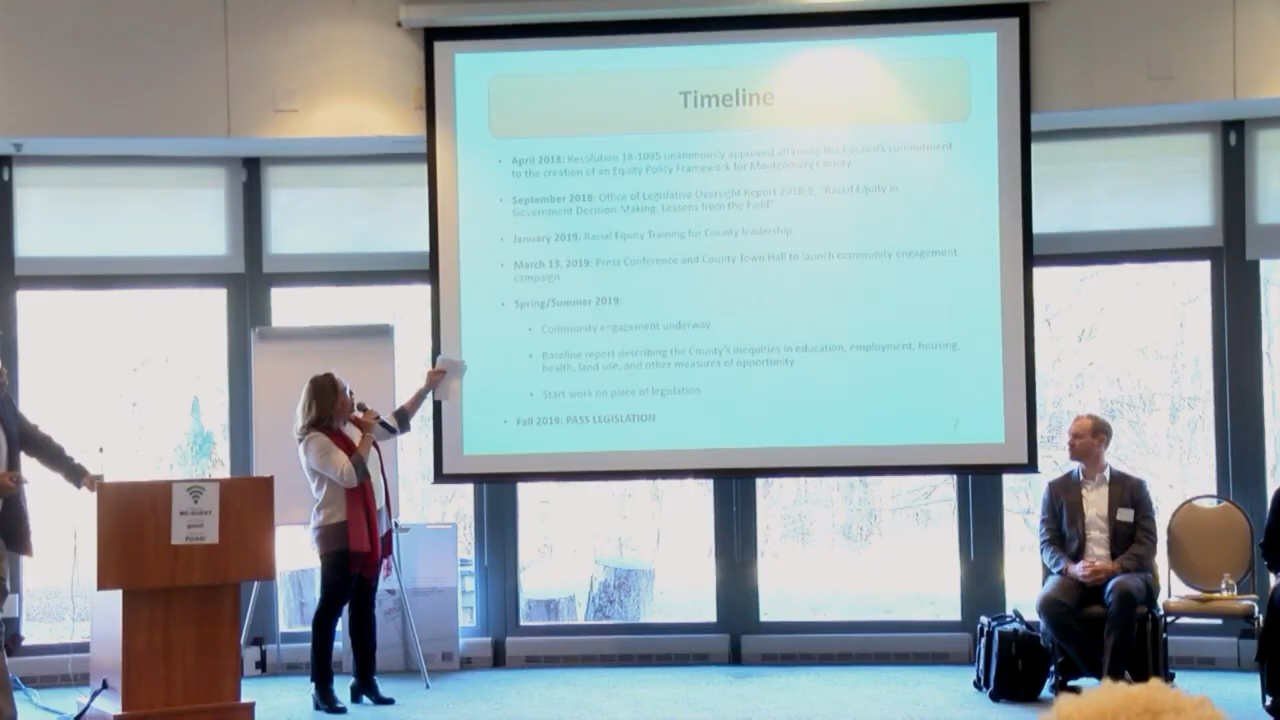 Timeline
• April 2018: Resolution 18-1095 unanimously approved affirming the Council's commitment
to the creation of an Equity Policy Framework for Montgomery County
• September 2018: Office of Legislative Oversight Report 2018-8, "Racial Equity in
Government Decision-Making: Lessons from the Field"
• January 2019: Racial Equity Training for County leadership
• March 13, 2019: Press Conference and County Town Hall to launch community engagement
campaign
• Spring/Summer 2019:
• Community engagement underway
• Baseline report describing the County's inequities in education, employment, housing,
health, land use, and other measures of opportunity
• Start work on piece of legislation
• Fall 2019: PASS LEGISLATION
7
guest